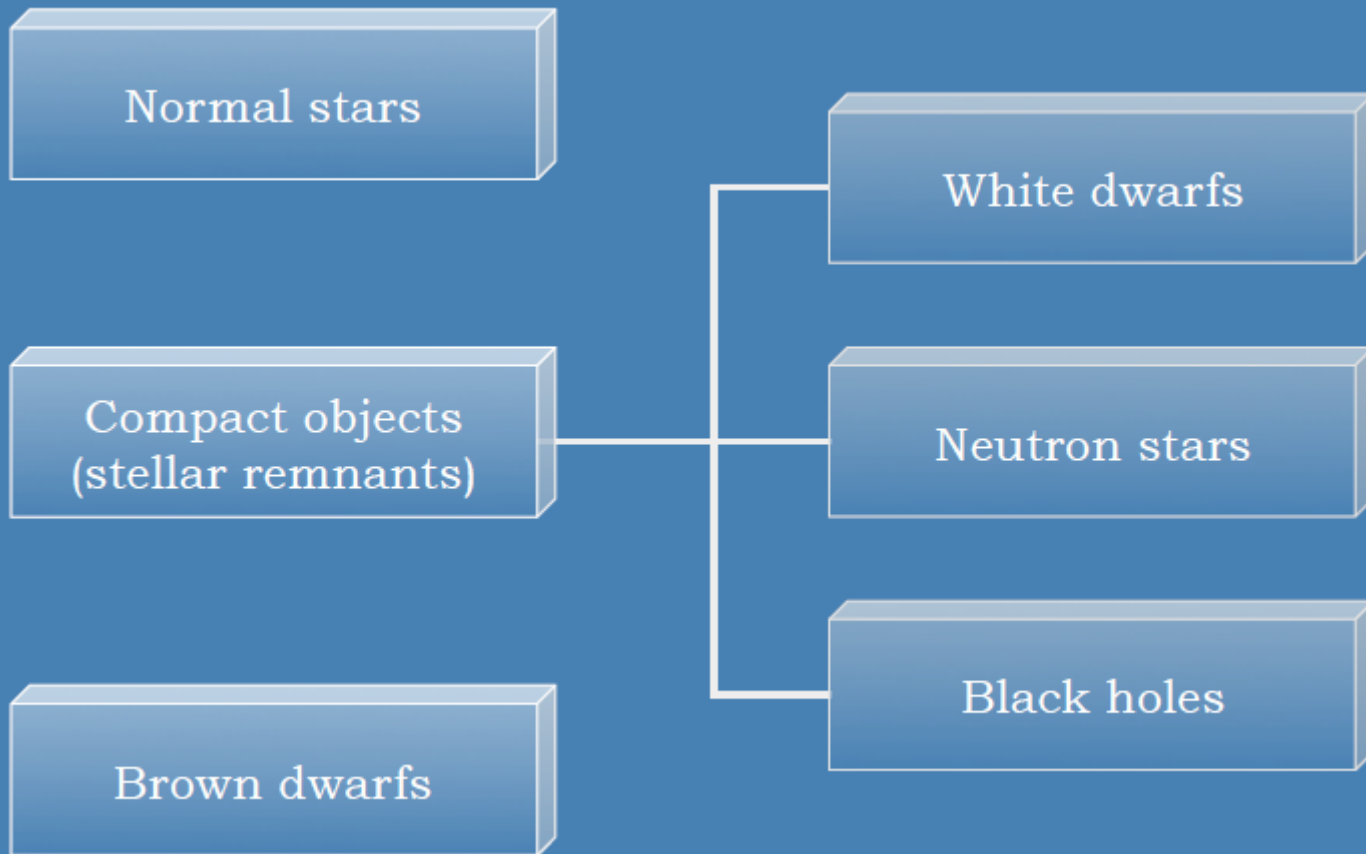 Normal stars
Compact objects
(stellar remnants)
Brown dwarfs
White dwarfs
Neutron stars
Black holes